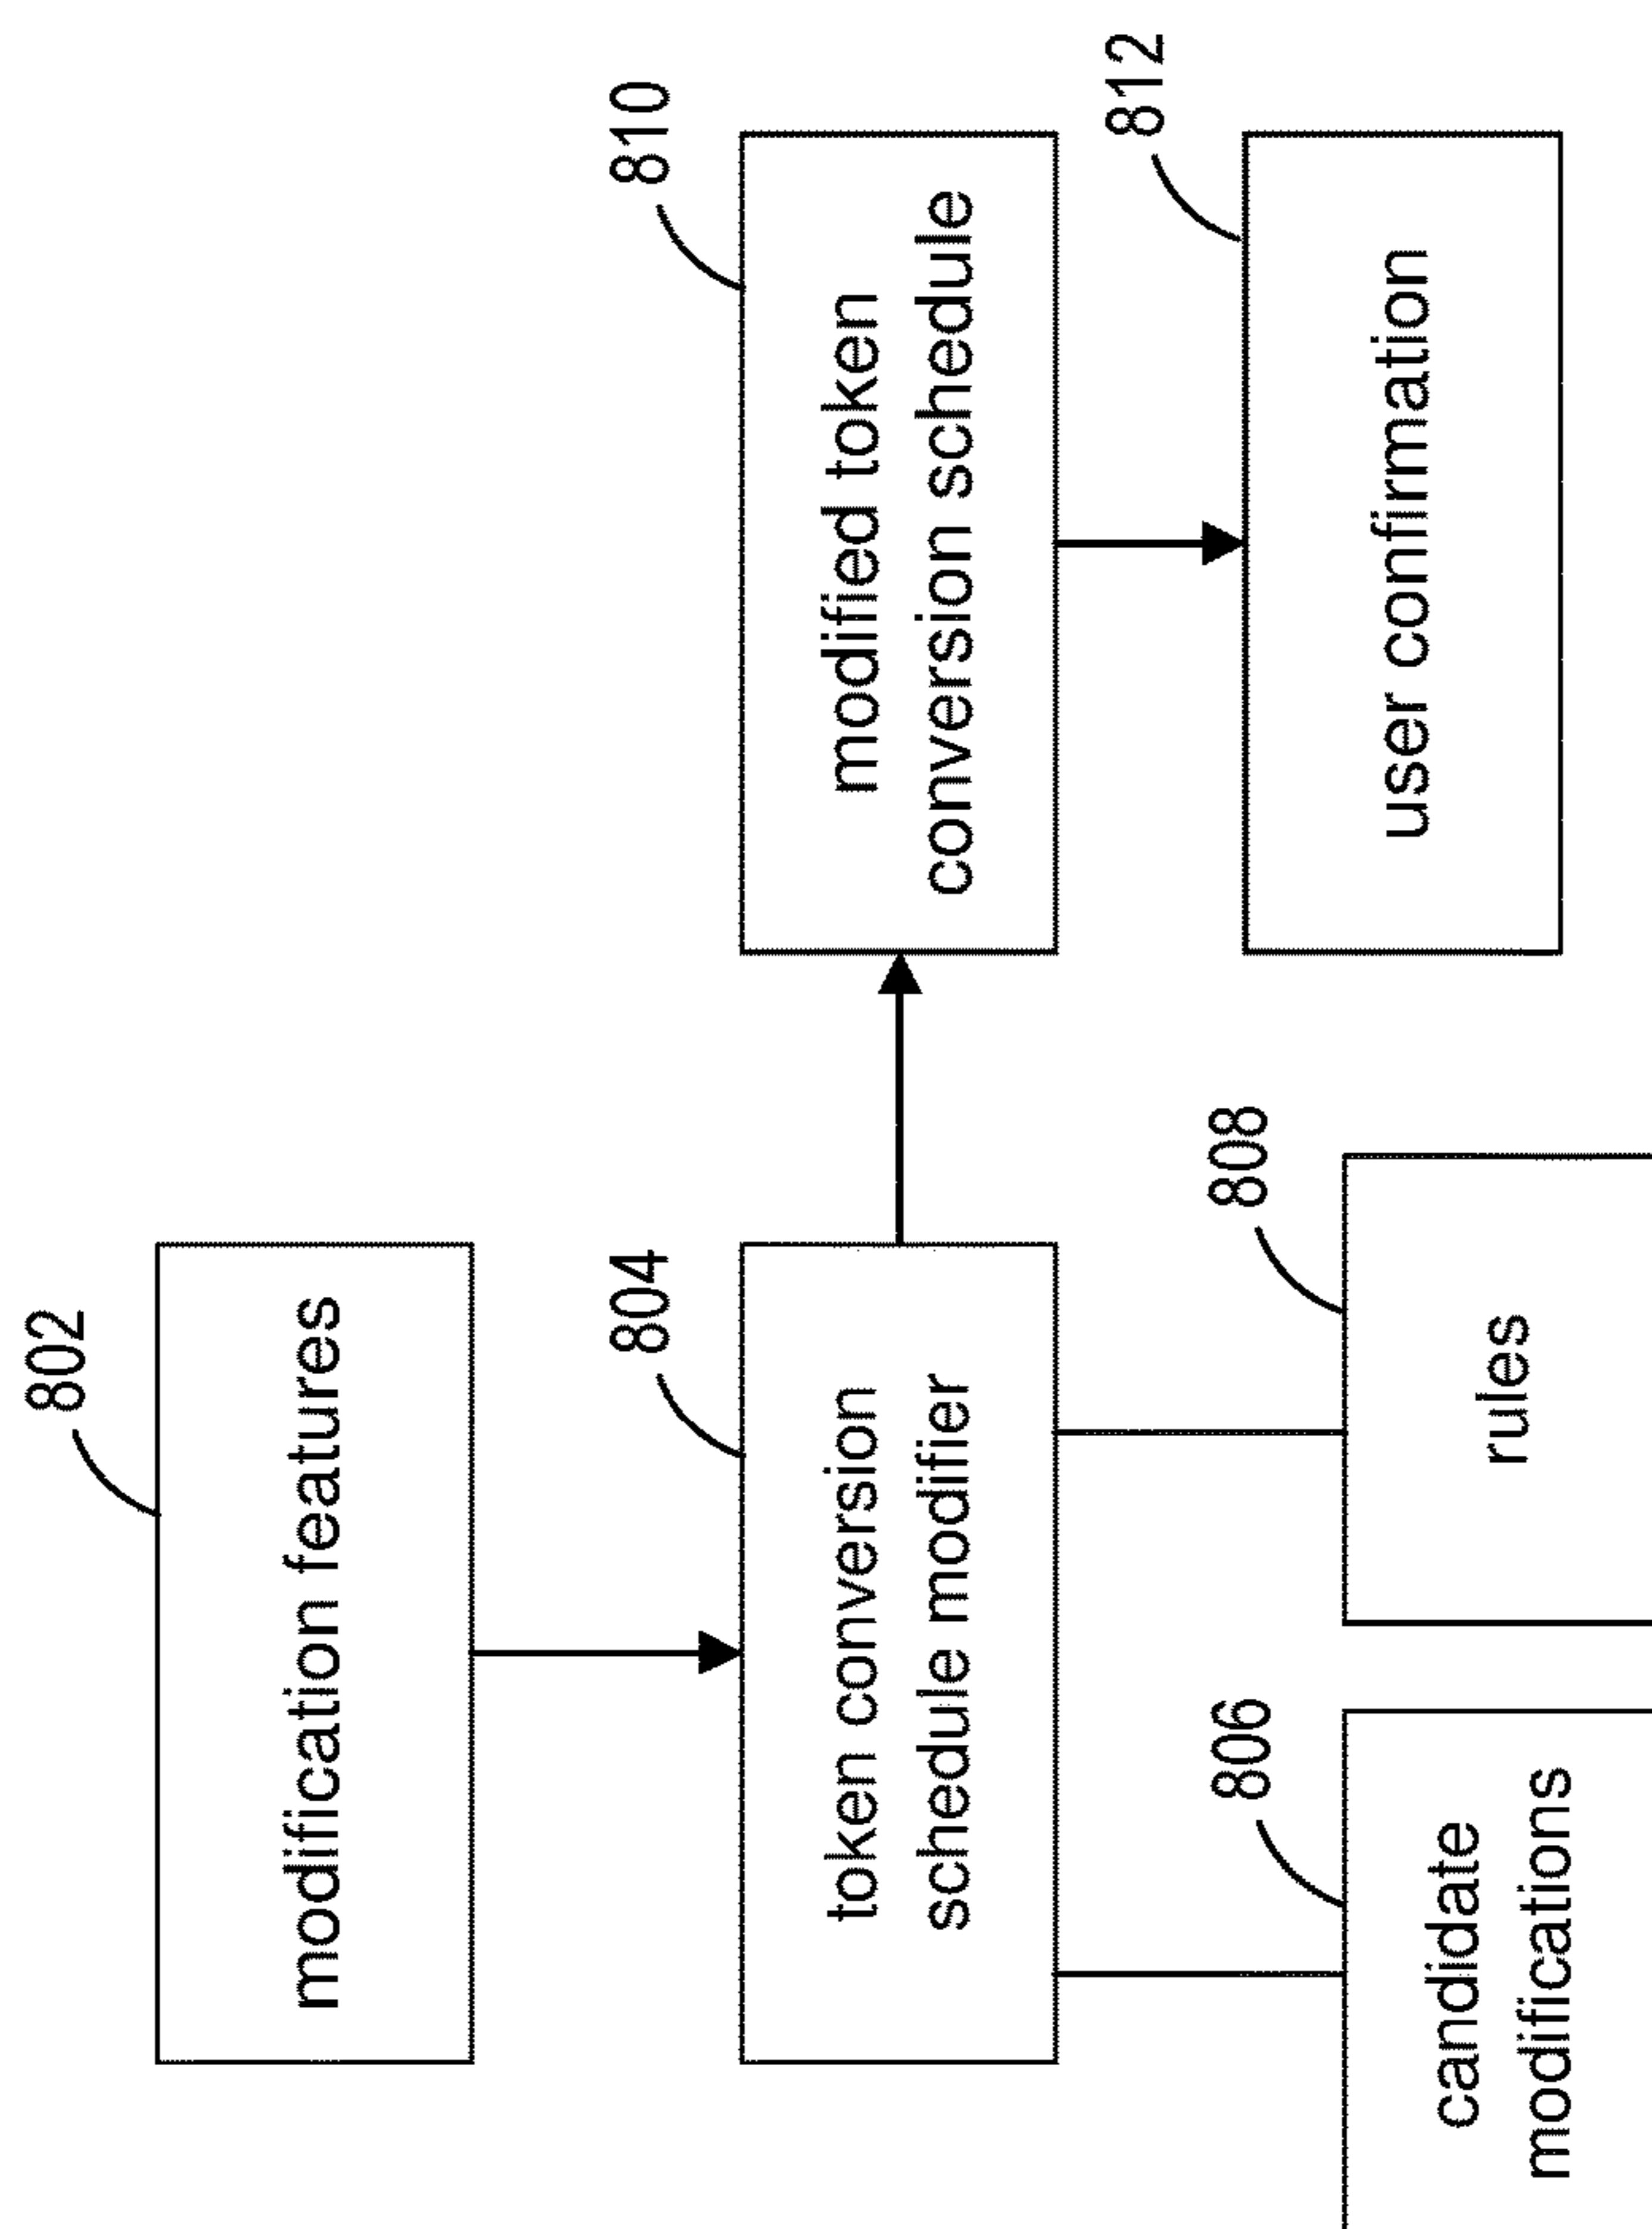 802
modification features
804
token conversion
schedule modifier
806
candidate
modifications
808
rules
810
modified token
conversion schedule
812
user confirmation